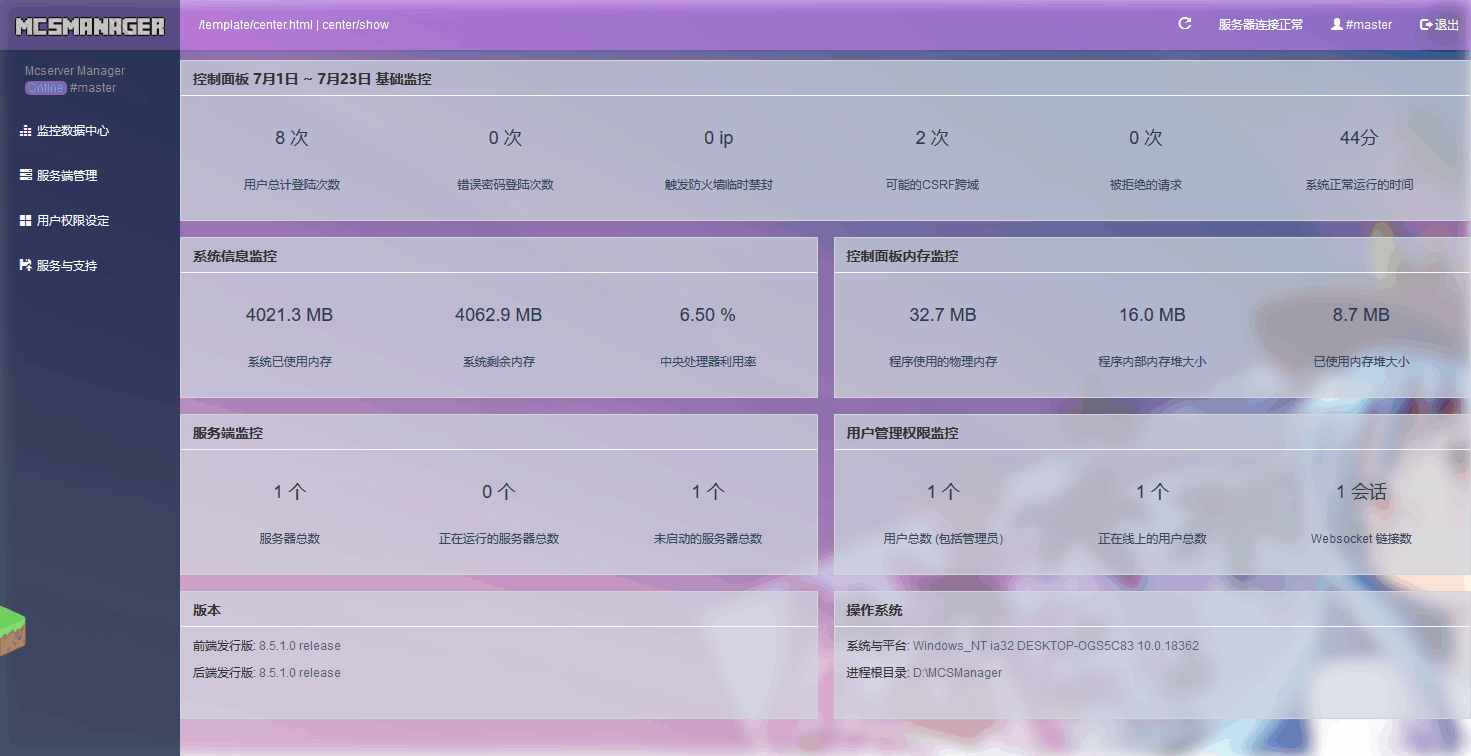 MCSMANAGER
/template/center.html | center/show
服务器连接正常
#master
退出
Mcserver Manager
Online #master
监控数据中心
服务端管理
用户权限设定
服务与支持
控制面板 7月1日 ~ 7月23日 基础监控
8 次 0 次 0 ip 2 次 0 次 44分
用户总计登陆次数 错误密码登陆次数 触发防火墙临时禁封 可能的CSRF跨域 被拒绝的请求 系统正常运行的时间
系统信息监控
4021.3 MB 4062.9 MB 6.50 %
系统已使用内存 系统剩余内存 中央处理器利用率
控制面板内存监控
32.7 MB 16.0 MB 8.7 MB
程序使用的物理内存 程序内部内存堆大小 已使用内存堆大小
服务端监控
1 个 0 个 1 个
服务器总数 正在运行的服务器总数 未启动的服务器总数
用户管理权限监控
1 个 1 个 1 会话
用户总数 (包括管理员) 正在线上的用户总数 Websocket 链接数
版本
前端发行版: 8.5.1.0 release
后端发行版: 8.5.1.0 release
操作系统
系统与平台: Windows_NT ia32 DESKTOP-OGS5C83 10.0.18362
进程根目录: D:\MCSManager